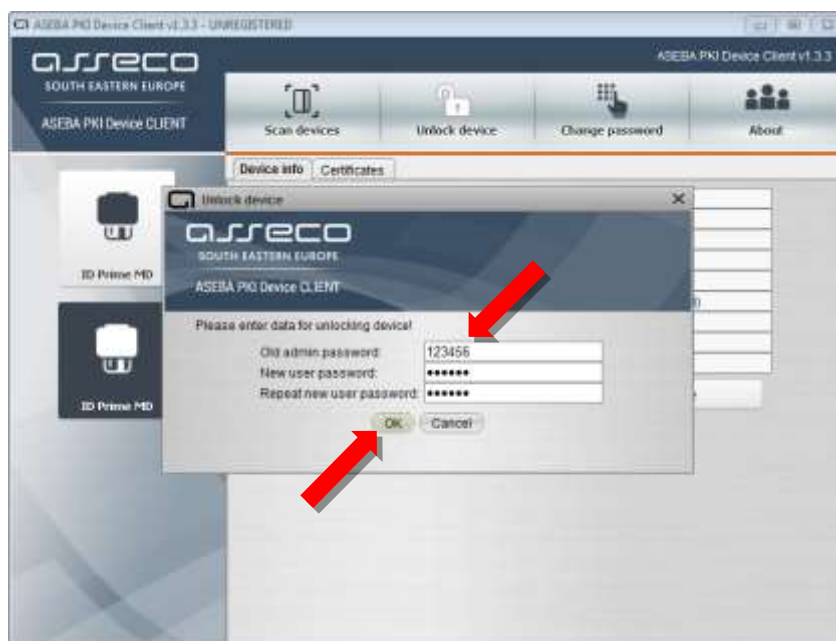 ASEBA PKI Device Client v1.3.3 - UNREGISTERED
asseco
SOUTH EASTERN EUROPE
ASEBA PKI Device CLIENT
ASEBA PKI Device Client v1.3.3
Scan devices
Unlock device
Change password
About
Device info
Certificates
ID Prime MD
ID Prime MD
Unlock device
asseco
SOUTH EASTERN EUROPE
ASEBA PKI Device CLIENT
Please enter data for unlocking device!
Old admin password: 123456
New user password: ••••••
Repeat new user password: ••••••
OK
Cancel